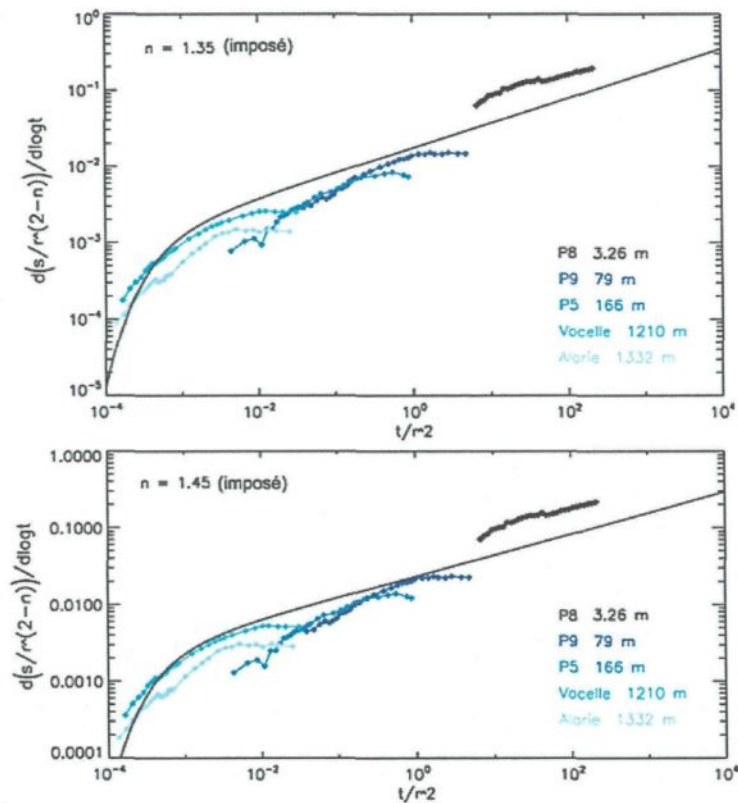 10^0
10^-1
10^-2
10^-3
10^-4
10^-5
d(s/r^(2-n))/dlogt
n = 1.35 (imposé)
P8 3.26 m
P9 79 m
P5 166 m
Vocelle 1210 m
Alarie 1332 m
10^-4 10^-2 10^0 10^2 10^4
t/r^2
1.0000
0.1000
0.0100
0.0010
0.0001
d(s/r^(2-n))/dlogt
n = 1.45 (imposé)
P8 3.26 m
P9 79 m
P5 166 m
Vocelle 1210 m
Alarie 1332 m
10^-4 10^-2 10^0 10^2 10^4
t/r^2